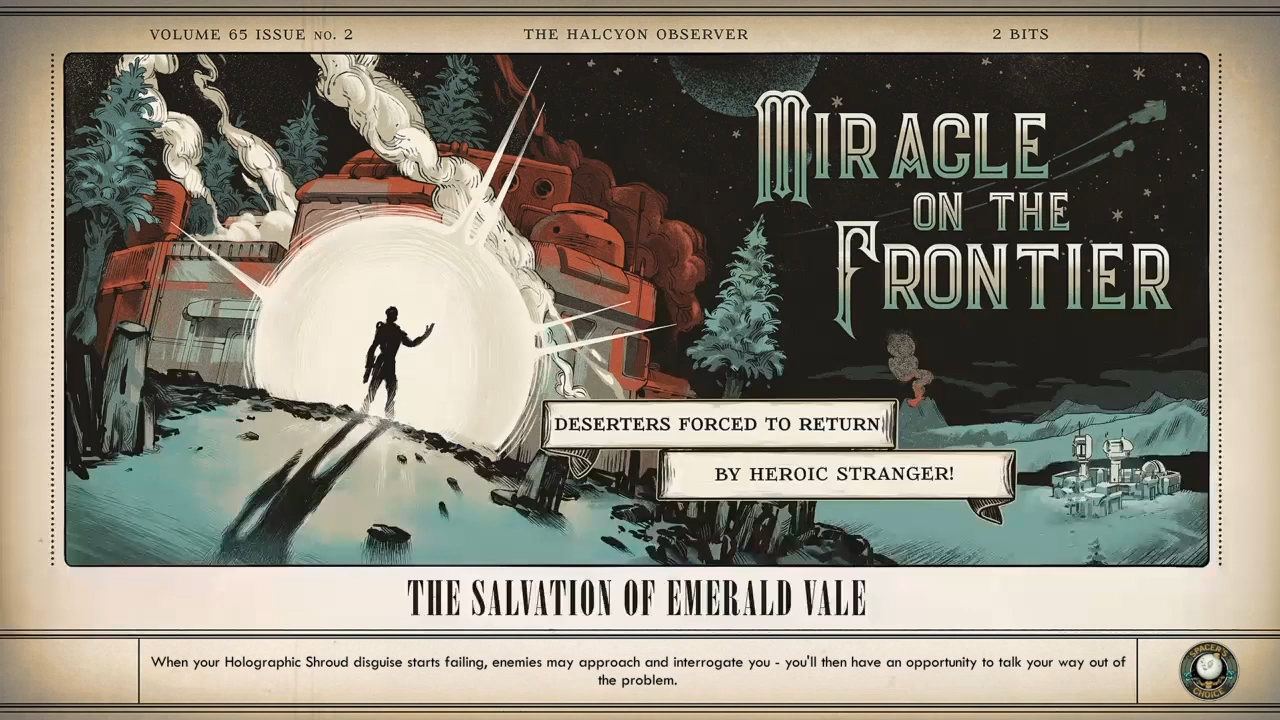 VOLUME 65 ISSUE NO. 2
THE HALCYON OBSERVER
2 BITS
MIRACLE
ON THE
FRONTIER
DESERTERS FORCED TO RETURN
BY HEROIC STRANGER!
THE SALVATION OF EMERALD VALE
When your Holographic Shroud disguise starts failing, enemies may approach and interrogate you - you'll then have an opportunity to talk your way out of
the problem.
SPACER'S
CHOICE